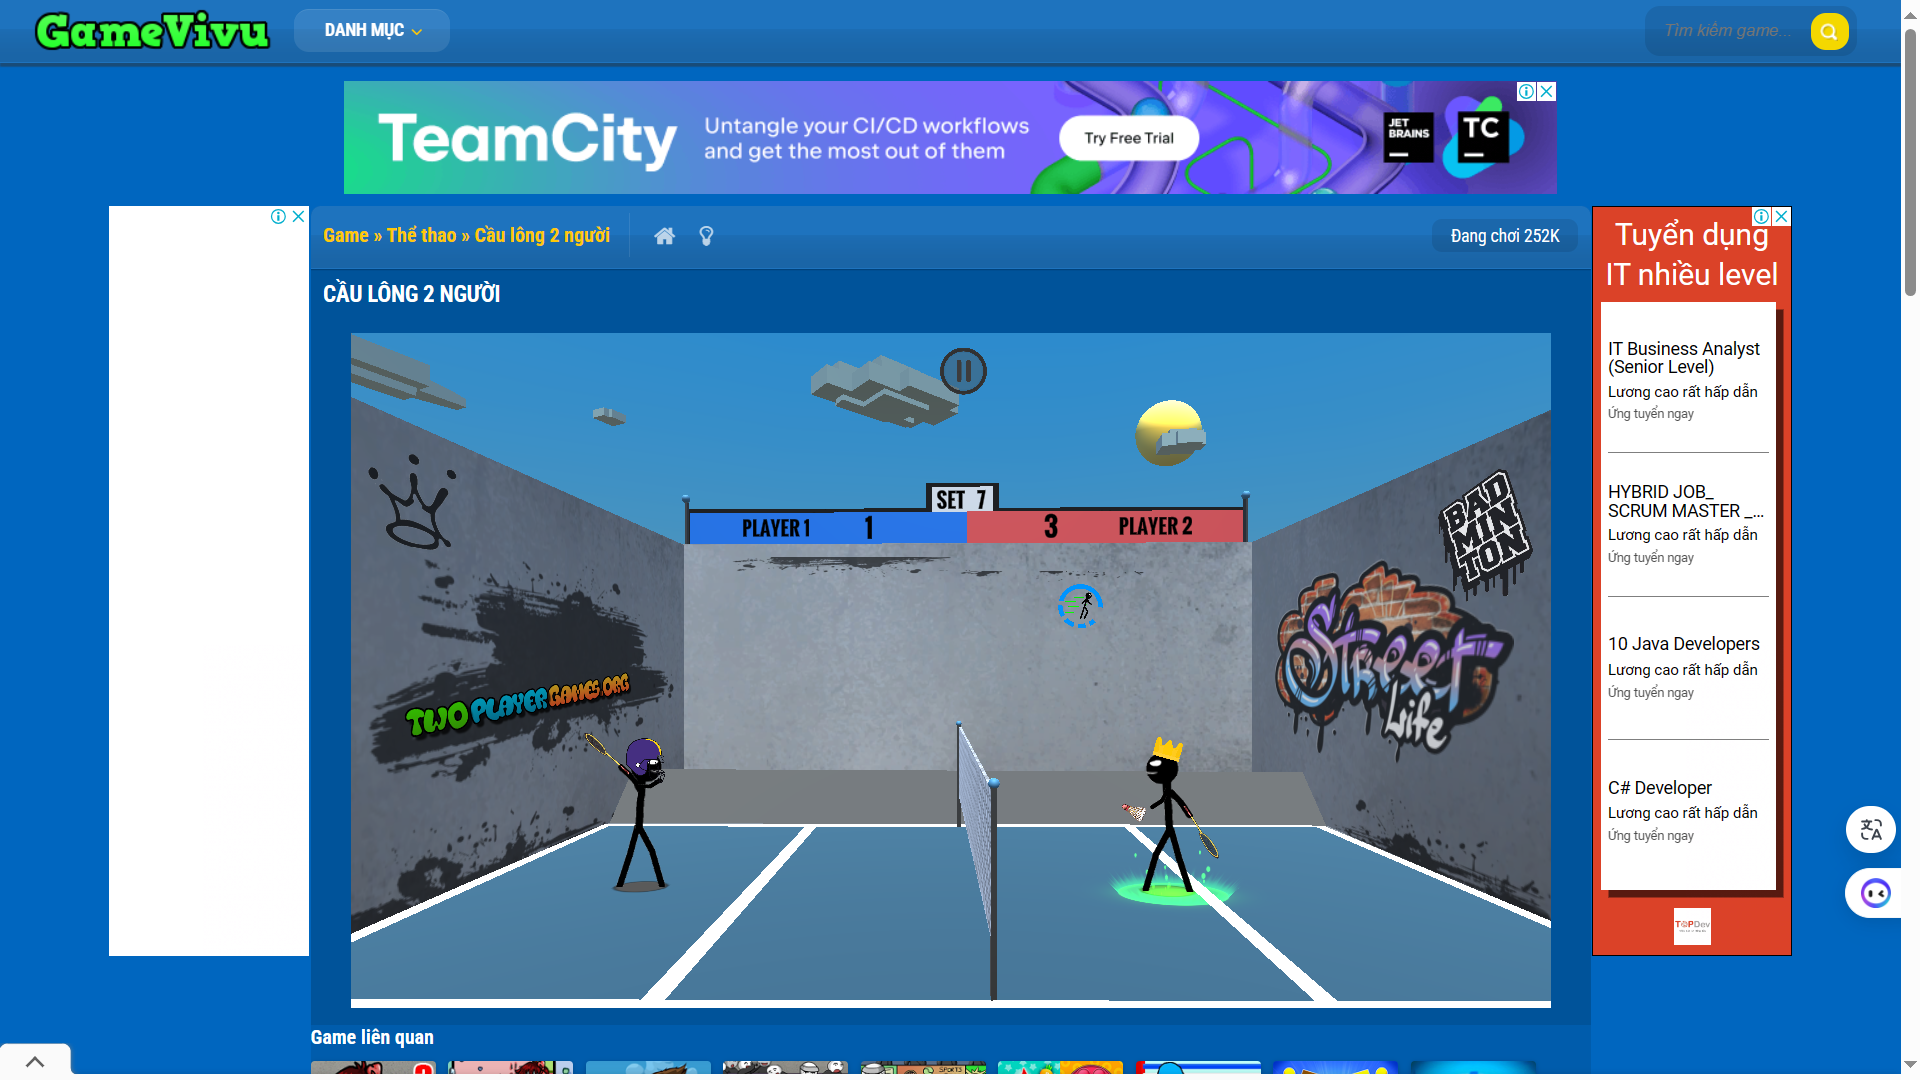 GameVivu
DANH MỤC
Tìm kiếm game...
TeamCity
Untangle your CI/CD workflows
and get the most out of them
Try Free Trial
JET
BRAINS
TC
Game » Thể thao » Cầu lông 2 người
Đang chơi 252K
CẦU LÔNG 2 NGƯỜI
SET 7
PLAYER 1 1
3 PLAYER 2
BAD
MIN
TON
TWO PLAYER GAMES.ORG
Street
Life
Tuyển dụng
IT nhiều level
IT Business Analyst
(Senior Level)
Lương cao rất hấp dẫn
Ứng tuyển ngay
HYBRID JOB_
SCRUM MASTER _...
Lương cao rất hấp dẫn
Ứng tuyển ngay
10 Java Developers
Lương cao rất hấp dẫn
Ứng tuyển ngay
C# Developer
Lương cao rất hấp dẫn
Ứng tuyển ngay
TOPDev
Game liên quan
SPORTS